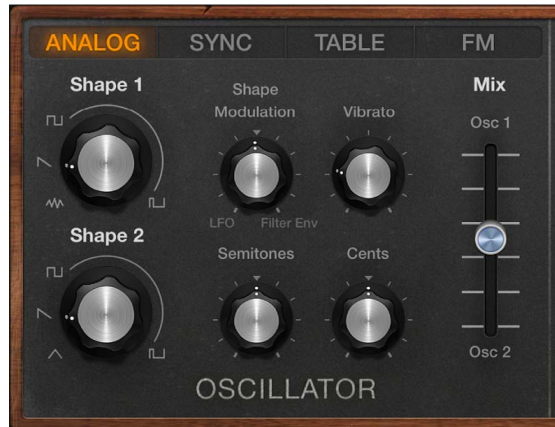 ANALOG SYNC TABLE FM
Shape 1
Shape
Modulation
Vibrato
Mix
Osc 1
LFO Filter Env
Shape 2
Semitones
Cents
Osc 2
OSCILLATOR